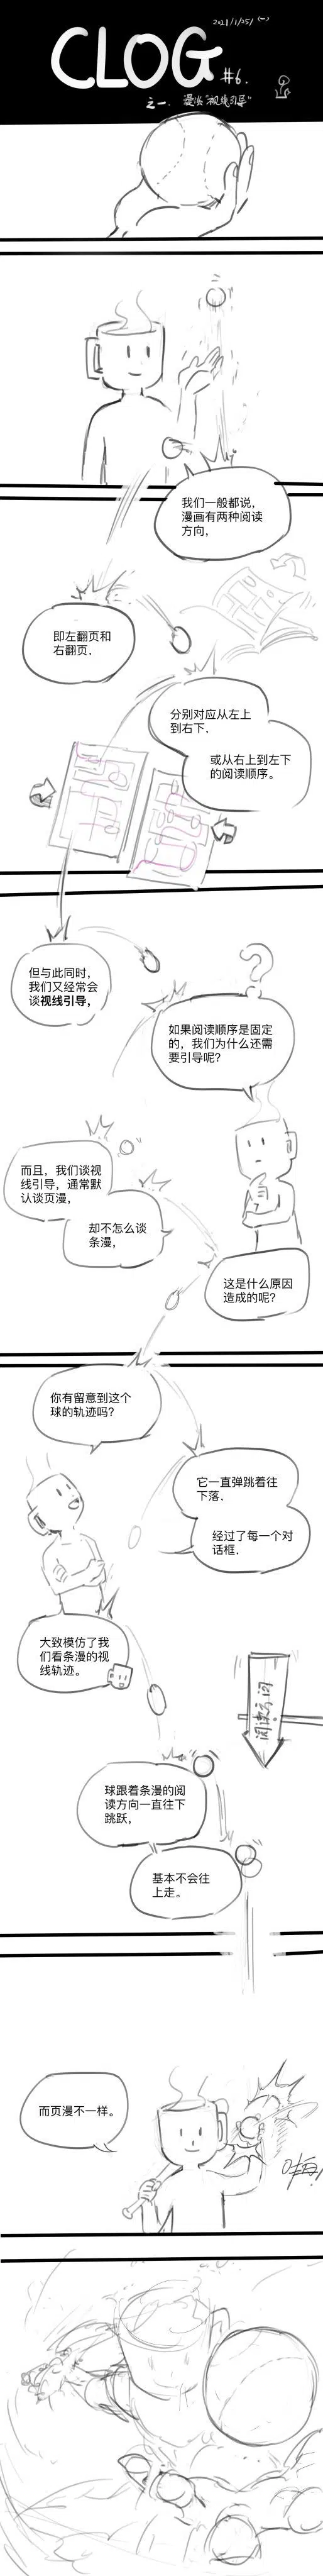 2021/1/25/ (一)
CLOG #6.
之一. 漫谈“视线引导”
我们一般都说,
漫画有两种阅读
方向,
即左翻页和
右翻页.
分别对应从左上
到右下.
或从右上到左下
的阅读顺序。
但与此同时,
我们又经常会
谈视线引导,
?
如果阅读顺序是固定
的，我们为什么还需
要引导呢？
而且，我们谈视
线引导，通常默
认谈页漫,
却不怎么谈
条漫,
这是什么原因
造成的呢?
你有留意到这个
球的轨迹吗?
它一直弹跳着往
下落.
经过了每一个对
话框.
大致模仿了我
们看条漫的视
线轨迹。
阅读方向
球跟着条漫的阅
读方向一直往下
跳跃,
基本不会往
上走。
而页漫不一样。